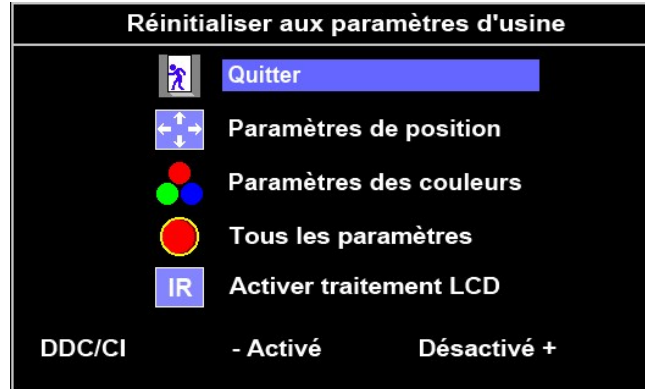 Réinitialiser aux paramètres d'usine
Quitter
Paramètres de position
Paramètres des couleurs
Tous les paramètres
IR Activer traitement LCD
DDC/CI - Activé Désactivé +